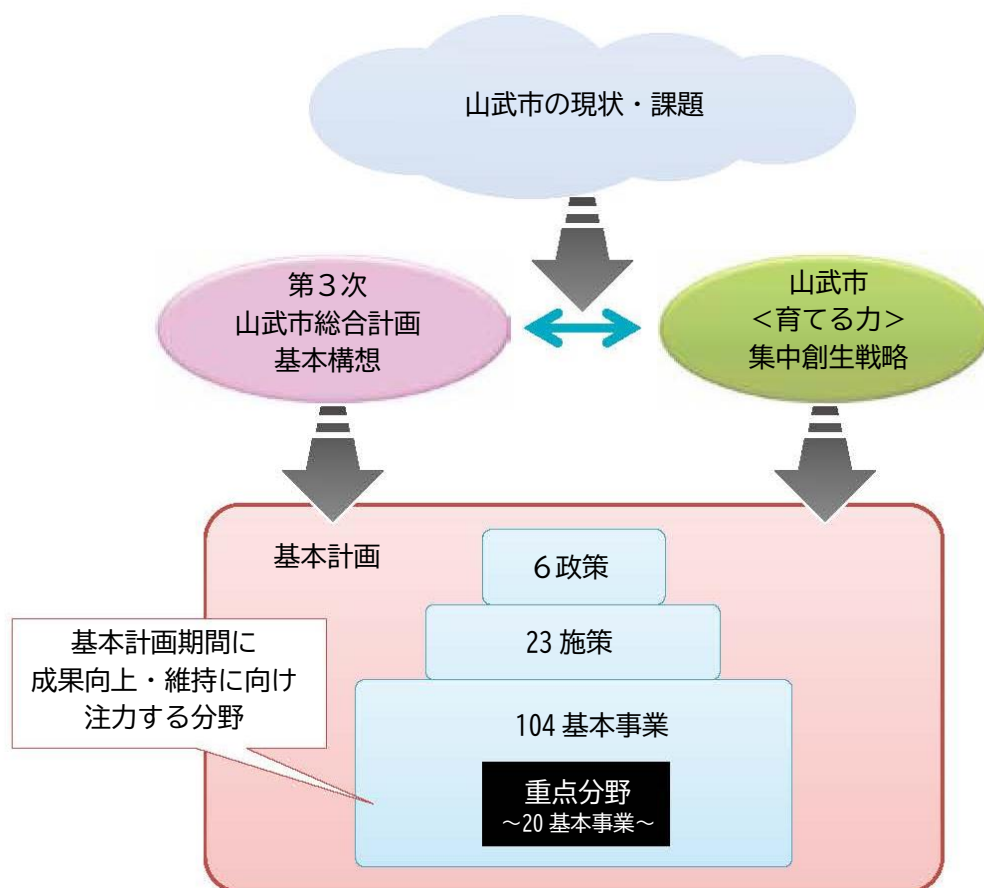 山武市の現状・課題
第３次
山武市総合計画
基本構想
山武市
＜育てる力＞
集中創生戦略
基本計画
６政策
23 施策
基本計画期間に
成果向上・維持に向け
注力する分野
104 基本事業
重点分野
～20 基本事業～